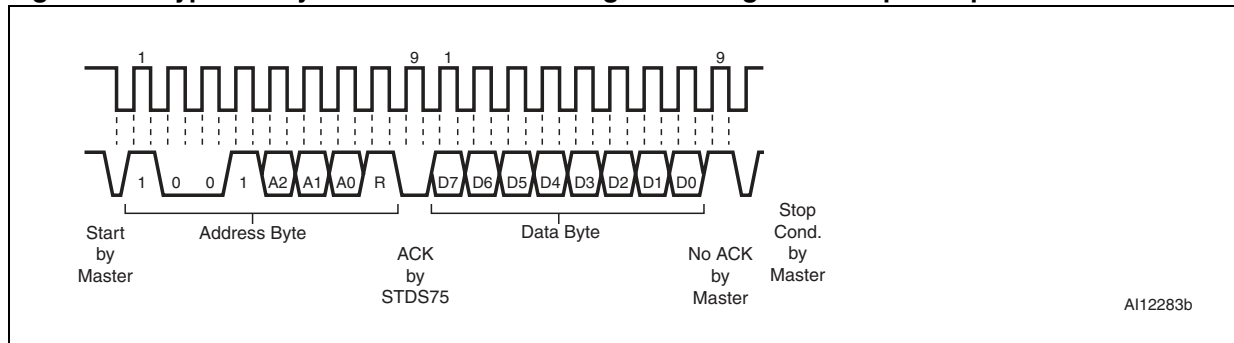 1 9 1 9
1 0 0 1 A2 A1 A0 R D7 D6 D5 D4 D3 D2 D1 D0
Start
by
Master
Address Byte
ACK
by
STDS75
Data Byte
No ACK
by
Master
Stop
Cond.
by
Master
AI12283b